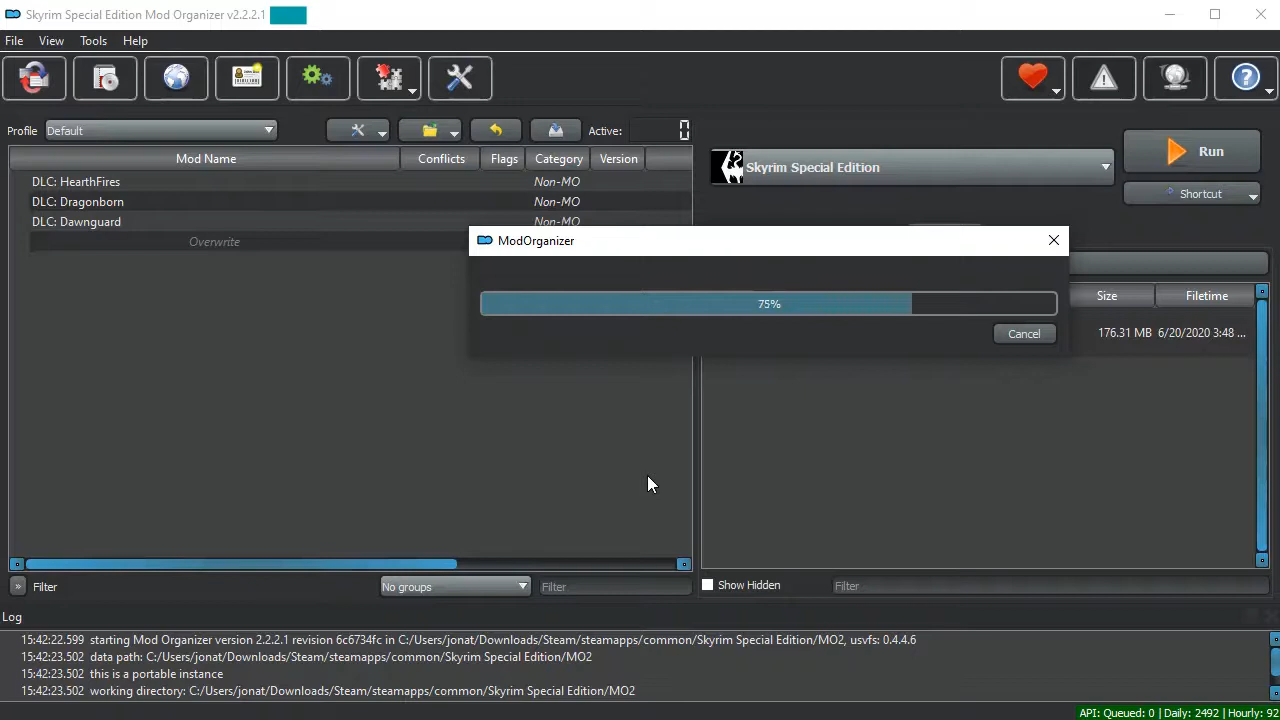 Skyrim Special Edition Mod Organizer v2.2.2.1
File View Tools Help
Profile Default Active: 0
Mod Name Conflicts Flags Category Version
DLC: HearthFires Non-MO
DLC: Dragonborn Non-MO
DLC: Dawnguard Non-MO
Overwrite
Skyrim Special Edition
Run
Shortcut
ModOrganizer
75%
Cancel
Size Filetime
176.31 MB 6/20/2020 3:48 ...
» Filter No groups Filter
Show Hidden Filter
Log
15:42:22.599 starting Mod Organizer version 2.2.2.1 revision 6c6734fc in C:/Users/jonat/Downloads/Steam/steamapps/common/Skyrim Special Edition/MO2, usvfs: 0.4.4.6
15:42:23.502 data path: C:/Users/jonat/Downloads/Steam/steamapps/common/Skyrim Special Edition/MO2
15:42:23.502 this is a portable instance
15:42:23.502 working directory: C:/Users/jonat/Downloads/Steam/steamapps/common/Skyrim Special Edition/MO2
API: Queued: 0 | Daily: 2492 | Hourly: 92